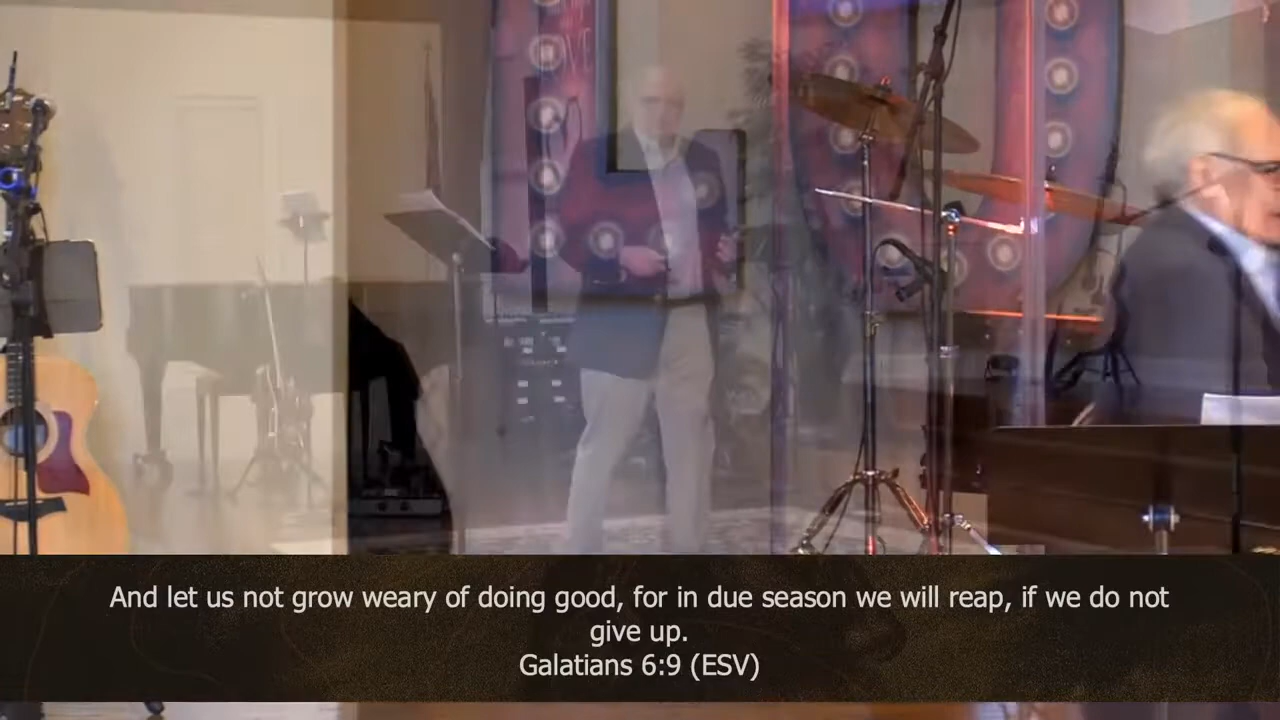 And let us not grow weary of doing good, for in due season we will reap, if we do not
give up.
Galatians 6:9 (ESV)